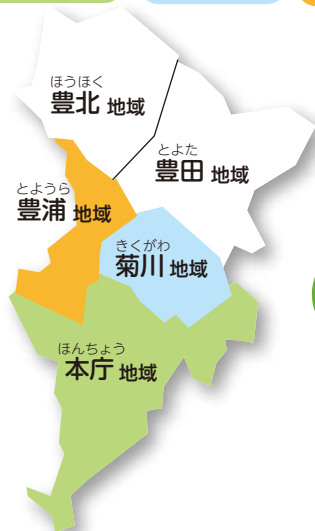 ほうほく
豊北 地域
とよた
豊田 地域
とようら
豊浦 地域
きくがわ
菊川 地域
ほんちょう
本庁 地域